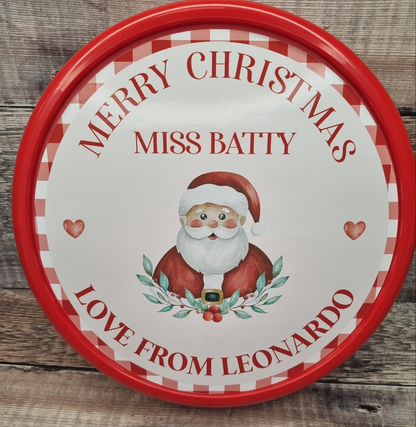 MERRY CHRISTMAS
MISS BATTY
LOVE FROM LEONARDO